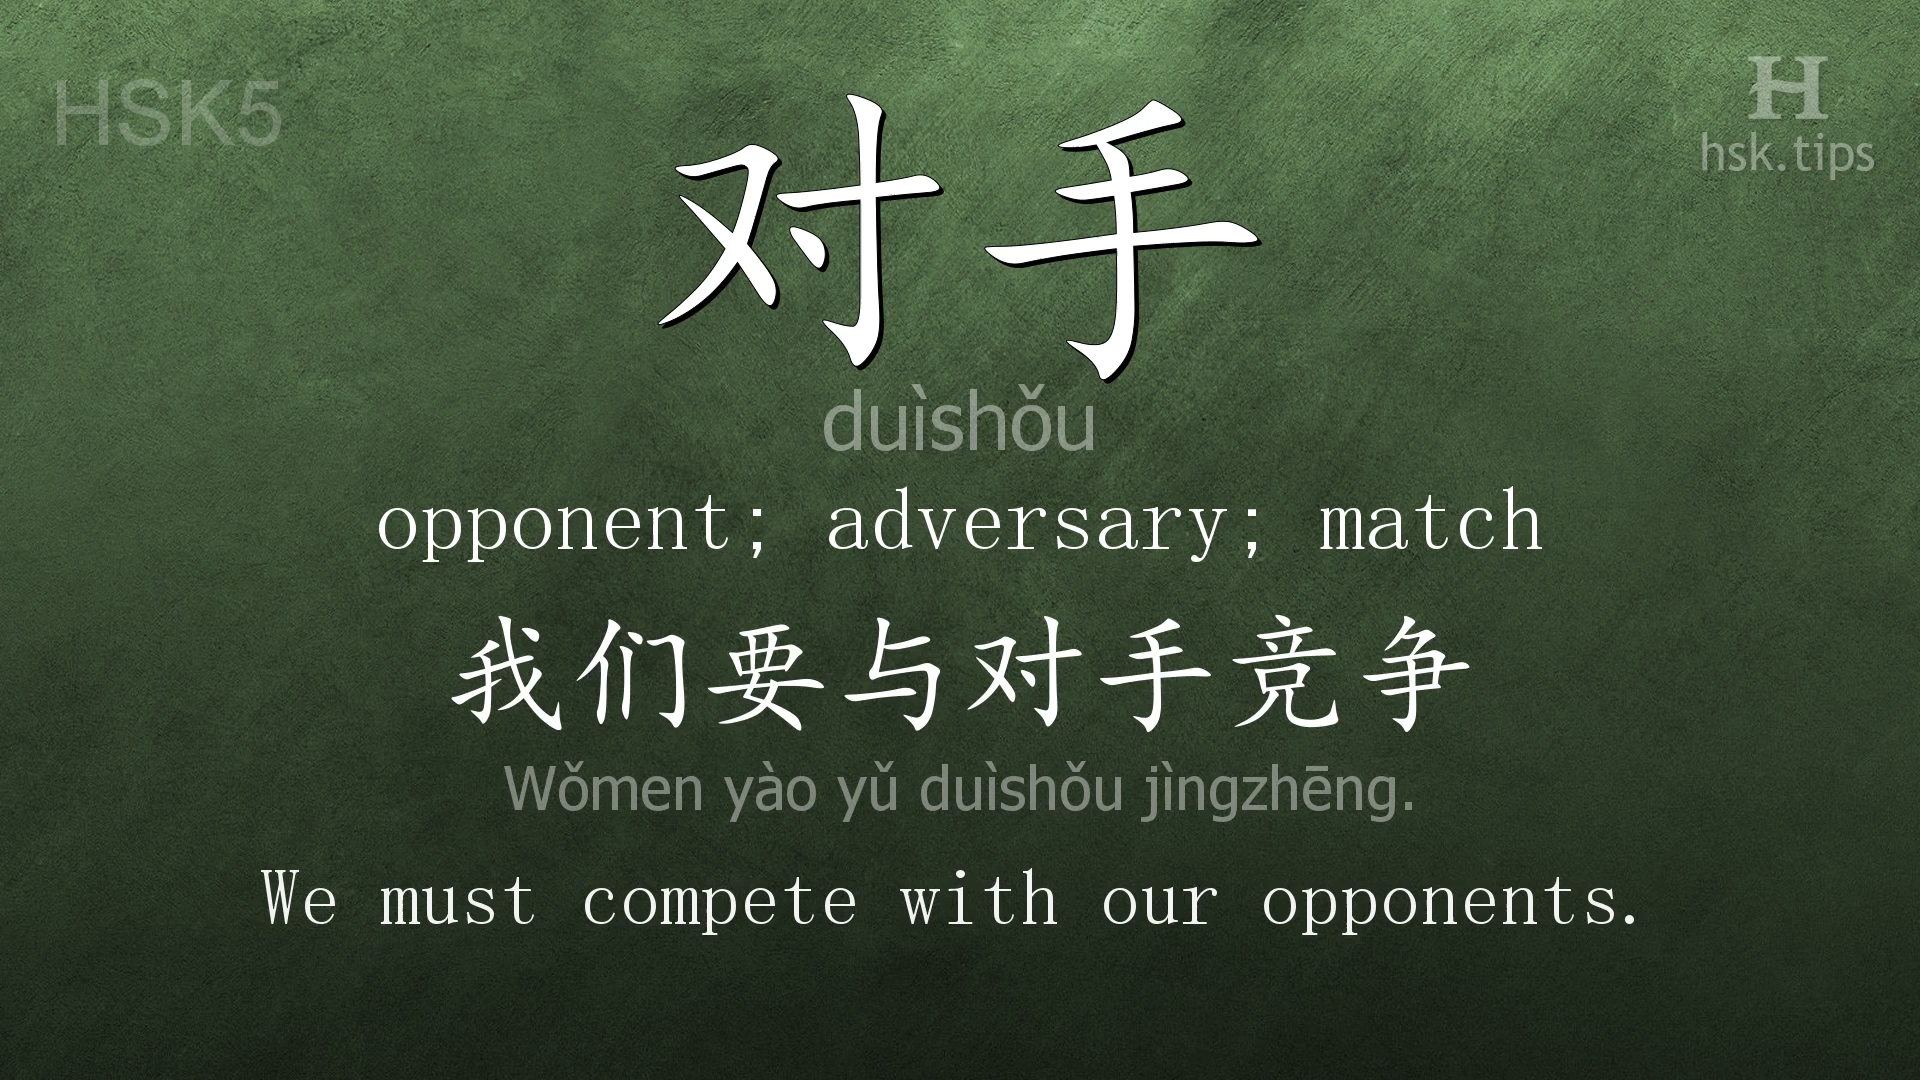 HSK5
H
hsk.tips
对手
duìshǒu
opponent; adversary; match
我们要与对手竞争
Wǒmen yào yǔ duìshǒu jìngzhēng.
We must compete with our opponents.